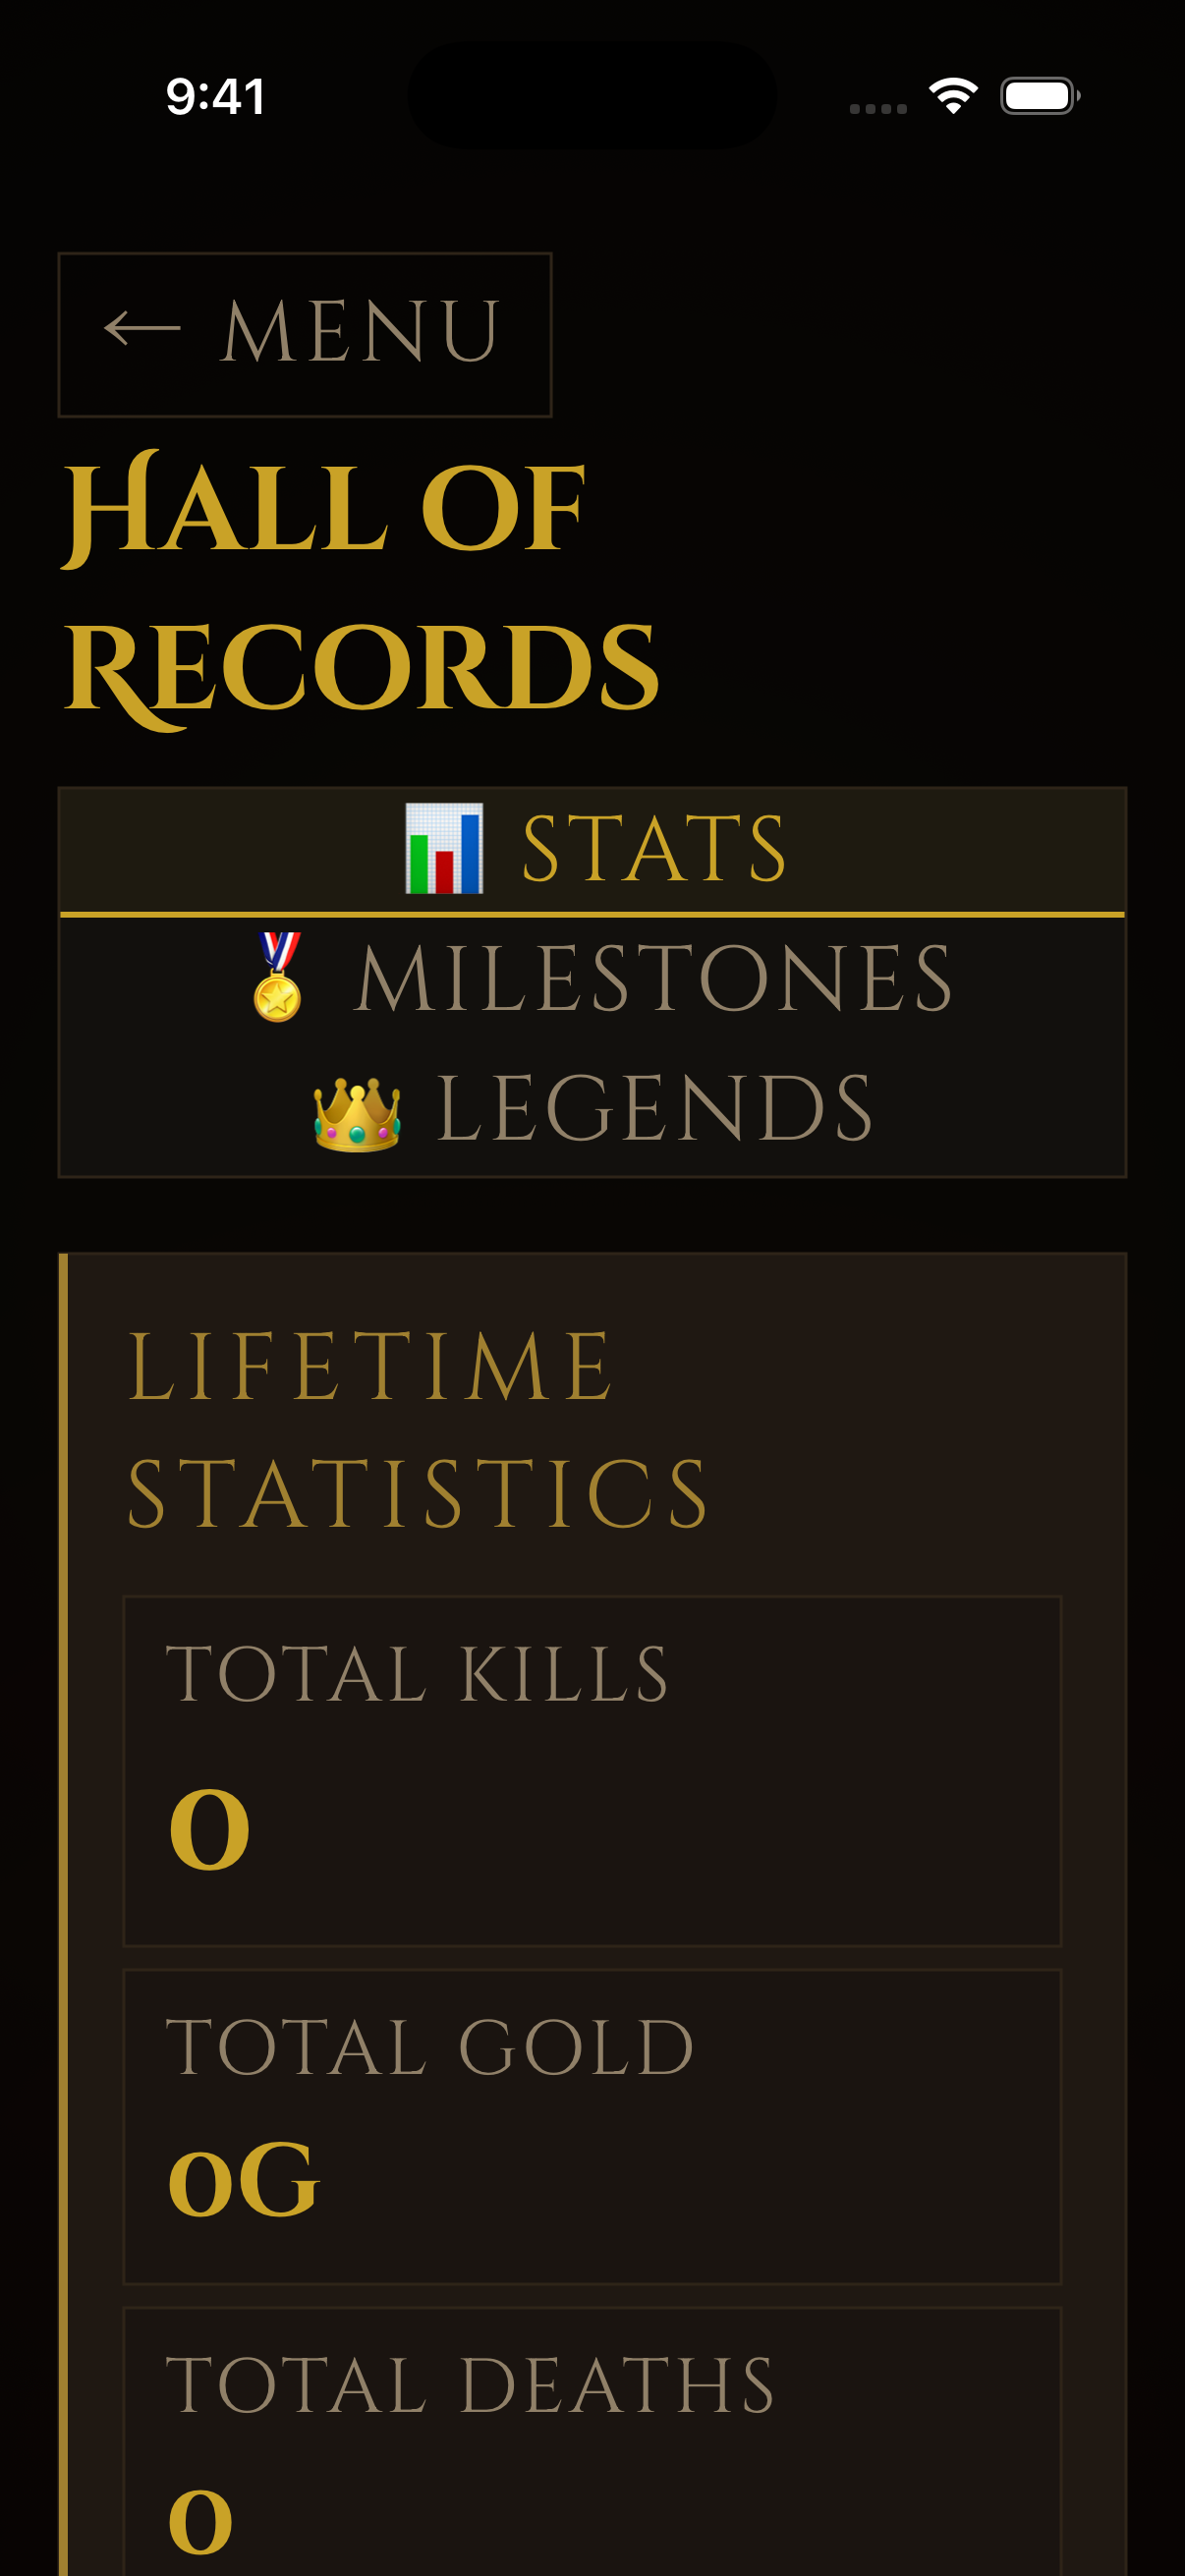 9:41
← MENU
HALL OF
RECORDS
📊 STATS
🏅 MILESTONES
👑 LEGENDS
LIFETIME
STATISTICS
TOTAL KILLS
0
TOTAL GOLD
0G
TOTAL DEATHS
0